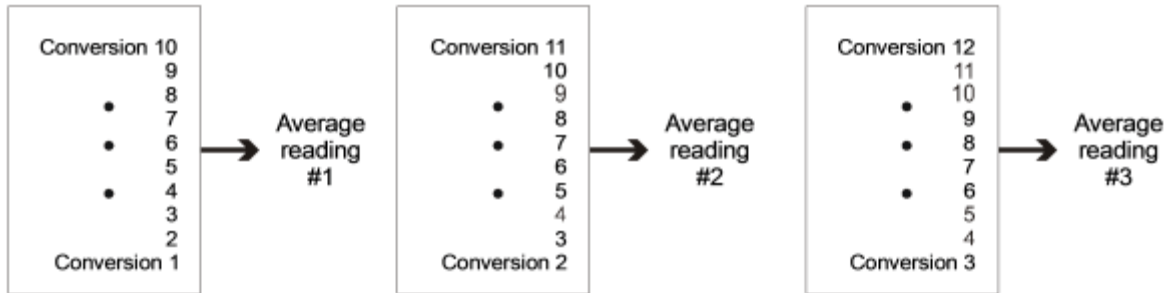 Conversion 10
9
8
7
6
5
4
3
2
Conversion 1
Average
reading
#1
Conversion 11
10
9
8
7
6
5
4
3
Conversion 2
Average
reading
#2
Conversion 12
11
10
9
8
7
6
5
4
Conversion 3
Average
reading
#3